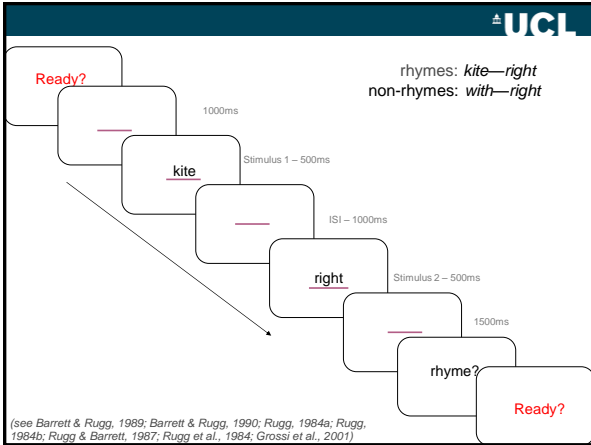 UCL
Ready?
rhymes: kite—right
non-rhymes: with—right
1000ms
kite
Stimulus 1 – 500ms
ISI – 1000ms
right
Stimulus 2 – 500ms
1500ms
rhyme?
Ready?
(see Barrett & Rugg, 1989; Barrett & Rugg, 1990; Rugg, 1984a; Rugg,
1984b; Rugg & Barrett, 1987; Rugg et al., 1984; Grossi et al., 2001)